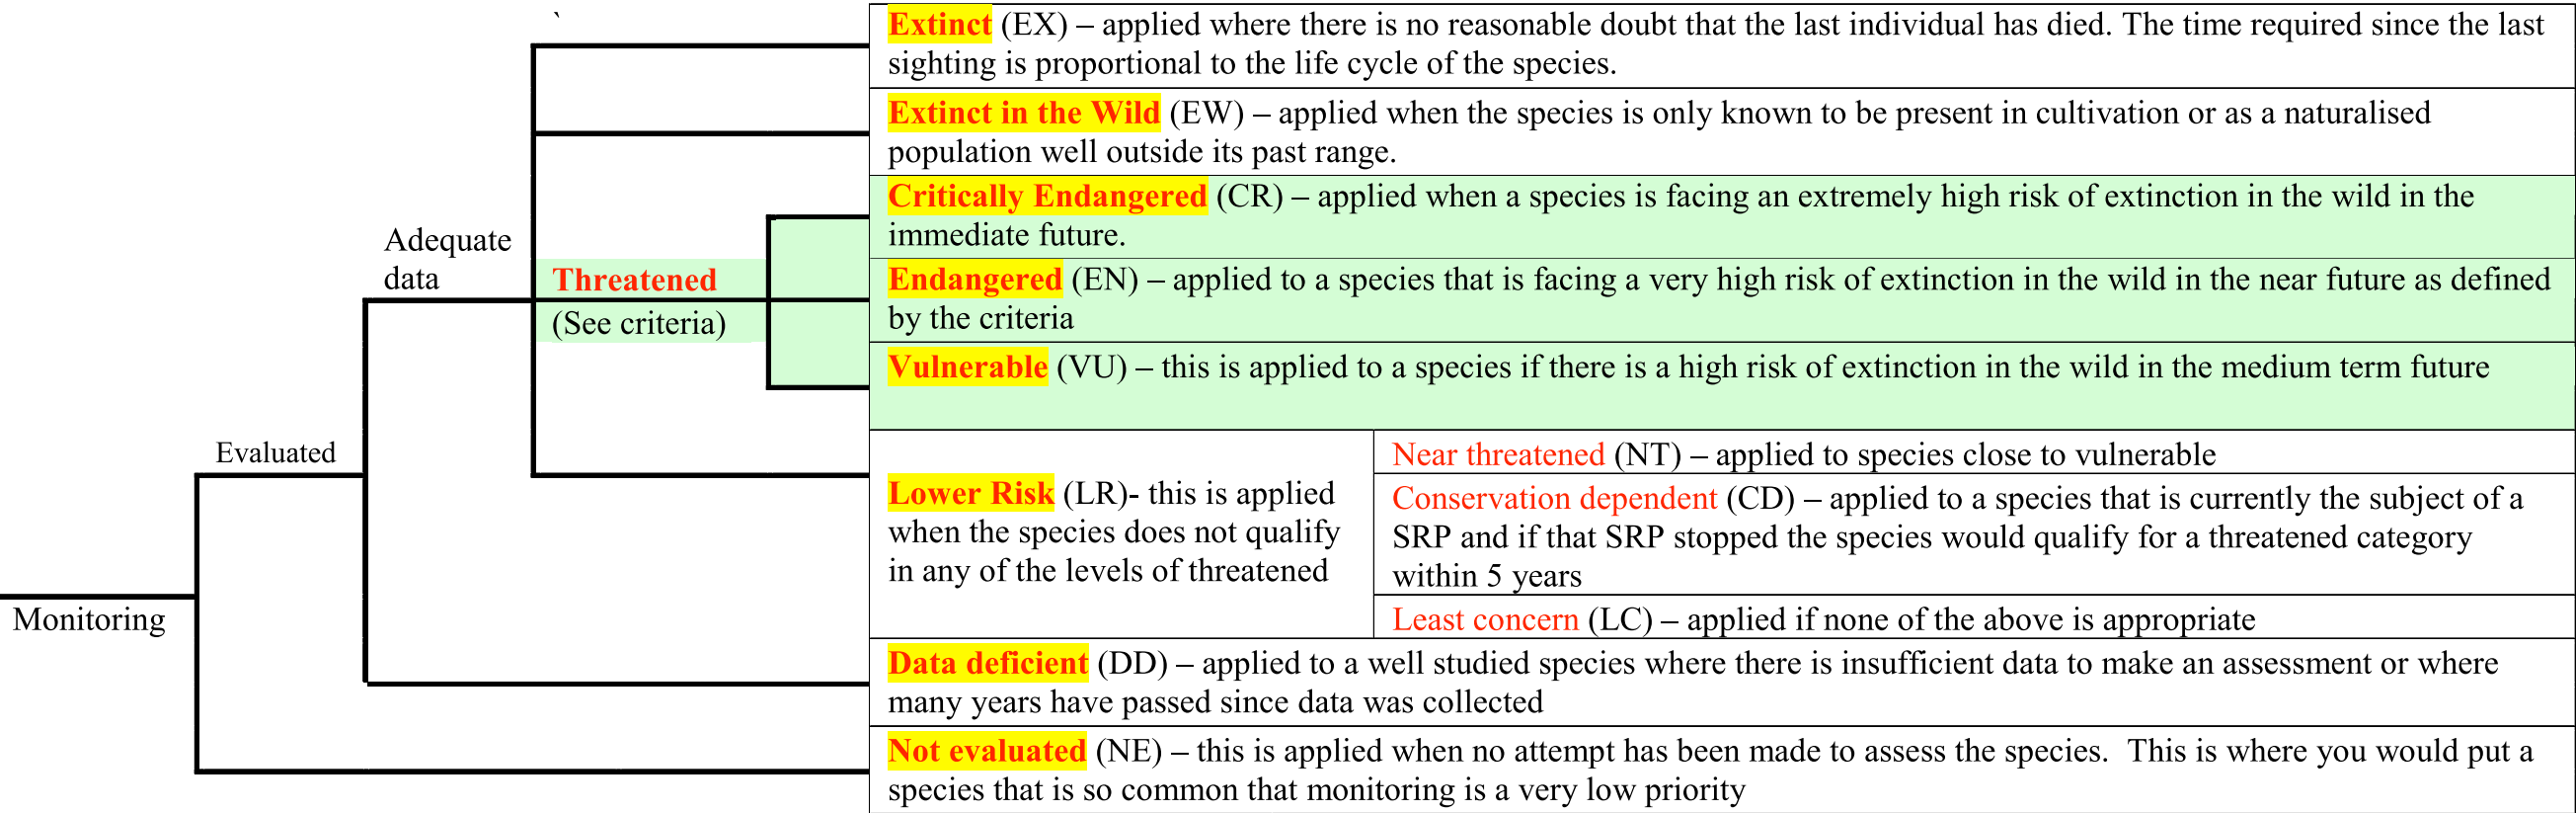 `
Extinct (EX) – applied where there is no reasonable doubt that the last individual has died. The time required since the last
sighting is proportional to the life cycle of the species.
Extinct in the Wild (EW) – applied when the species is only known to be present in cultivation or as a naturalised
population well outside its past range.
Critically Endangered (CR) – applied when a species is facing an extremely high risk of extinction in the wild in the
immediate future.
Adequate
data
Threatened
(See criteria)
Endangered (EN) – applied to a species that is facing a very high risk of extinction in the wild in the near future as defined
by the criteria
Vulnerable (VU) – this is applied to a species if there is a high risk of extinction in the wild in the medium term future
Evaluated
Lower Risk (LR)- this is applied
when the species does not qualify
in any of the levels of threatened
Near threatened (NT) – applied to species close to vulnerable
Conservation dependent (CD) – applied to a species that is currently the subject of a
SRP and if that SRP stopped the species would qualify for a threatened category
within 5 years
Least concern (LC) – applied if none of the above is appropriate
Monitoring
Data deficient (DD) – applied to a well studied species where there is insufficient data to make an assessment or where
many years have passed since data was collected
Not evaluated (NE) – this is applied when no attempt has been made to assess the species.  This is where you would put a
species that is so common that monitoring is a very low priority